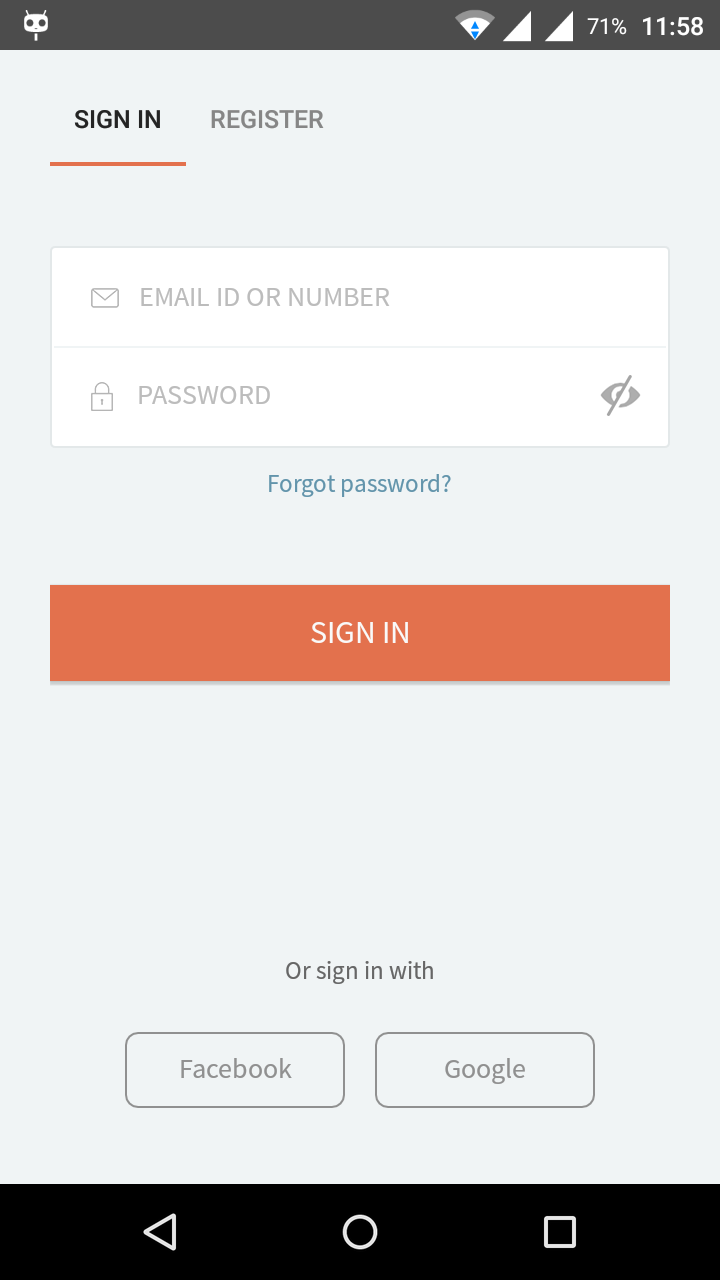 71% 11:58
SIGN IN REGISTER
EMAIL ID OR NUMBER
PASSWORD
Forgot password?
SIGN IN
Or sign in with
Facebook Google